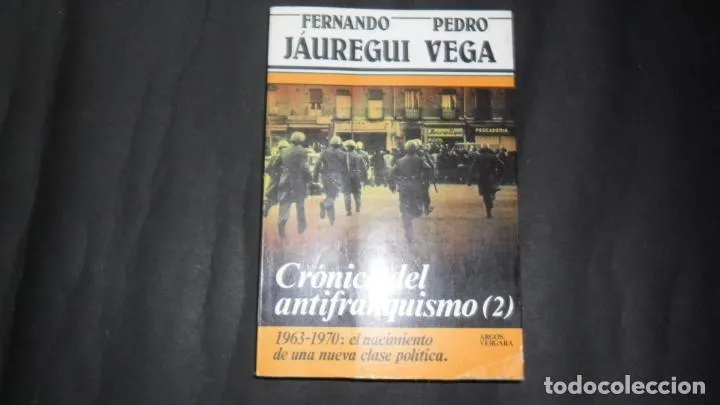 FERNANDO PEDRO
JÁUREGUI VEGA
PESCADERIA
Crónica del
antifranquismo (2)
1963-1970: el nacimiento
de una nueva clase política.
ARGOS
VERGARA
todocoleccion